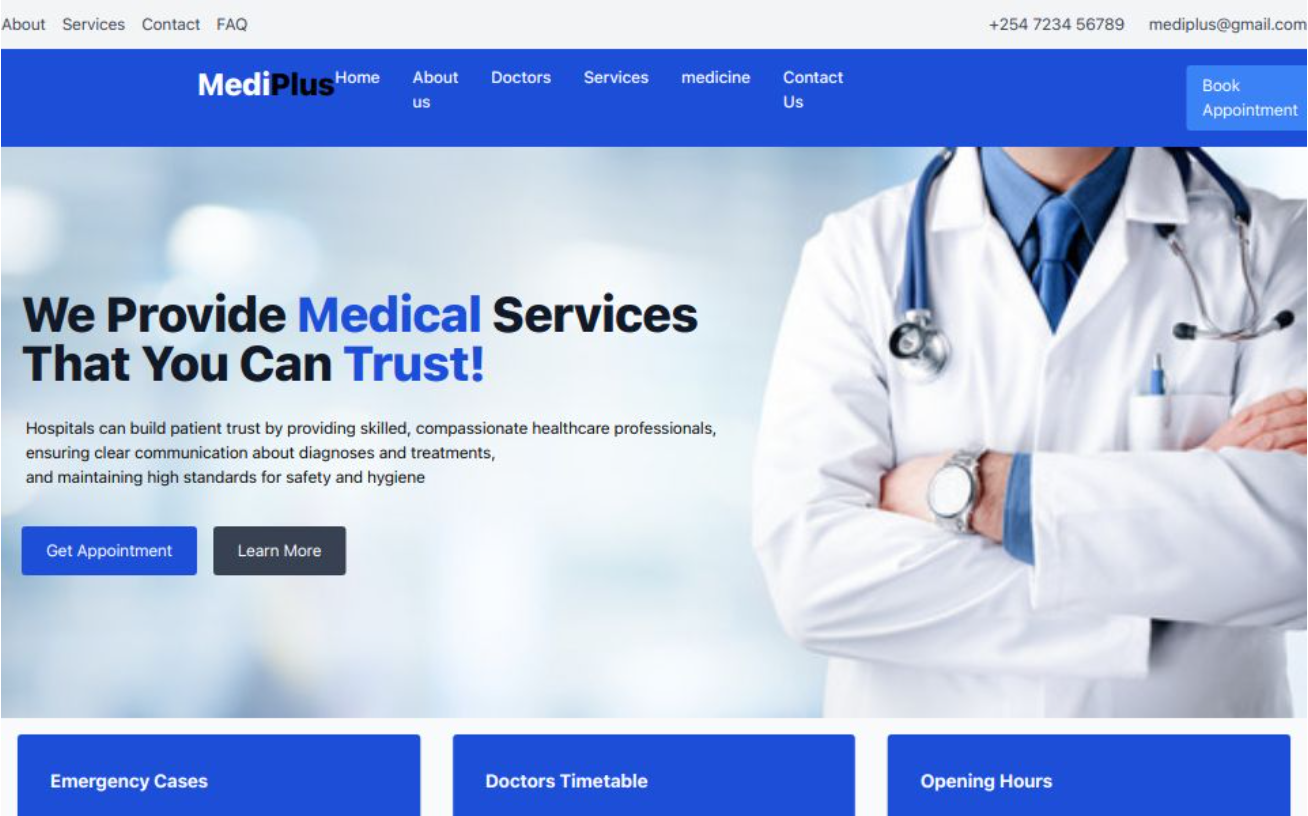 About Services Contact FAQ
+254 7234 56789 mediplus@gmail.com
MediPlus
Home
About us
Doctors
Services
medicine
Contact Us
Book
Appointment
We Provide Medical Services
That You Can Trust!
Hospitals can build patient trust by providing skilled, compassionate healthcare professionals,
ensuring clear communication about diagnoses and treatments,
and maintaining high standards for safety and hygiene
Get Appointment
Learn More
Emergency Cases
Doctors Timetable
Opening Hours